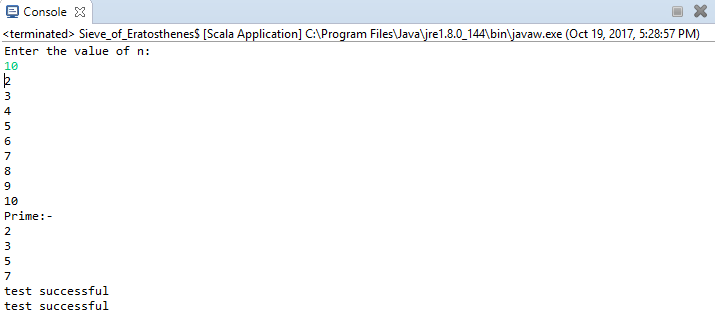 Console
<terminated> Sieve_of_Eratosthenes$ [Scala Application] C:\Program Files\Java\jre1.8.0_144\bin\javaw.exe (Oct 19, 2017, 5:28:57 PM)
Enter the value of n:
10
2
3
4
5
6
7
8
9
10
Prime:-
2
3
5
7
test successful
test successful